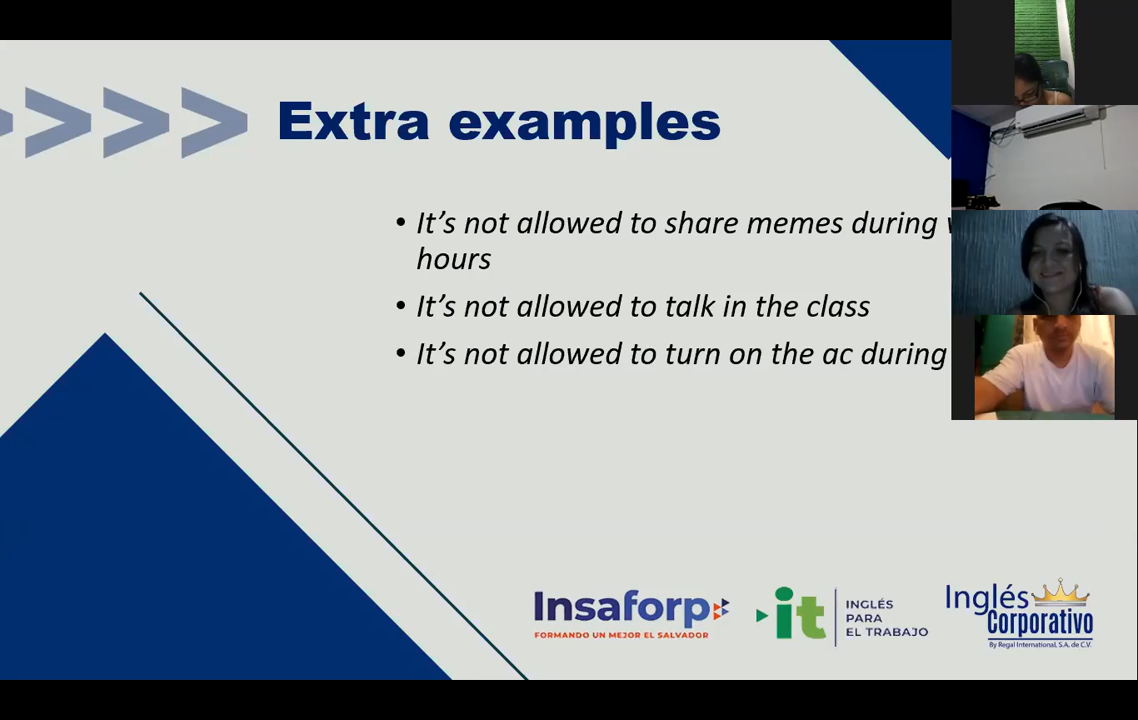 Extra examples
• It's not allowed to share memes during
hours
• It's not allowed to talk in the class
• It's not allowed to turn on the ac during
Insaforp
FORMANDO UN MEJOR EL SALVADOR
it
INGLÉS
PARA
EL TRABAJO
Inglés
Corporativo
By Regal International, S.A. de C.V.